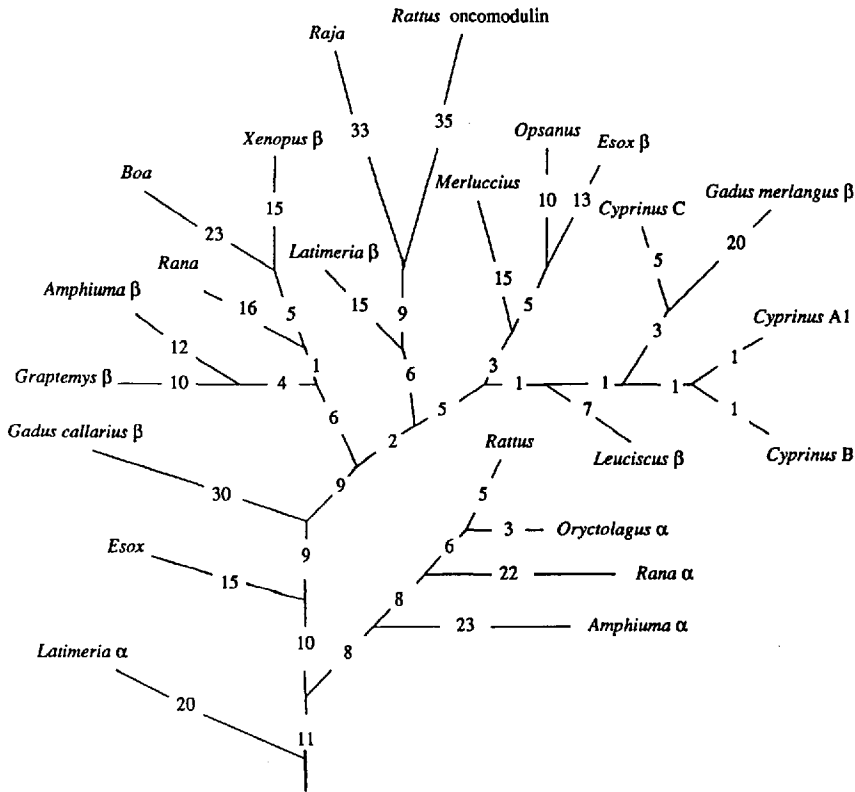 Rattus oncomodulin
Raja
33
35
Xenopus β
Opsanus
Esox β
Boa
Merluccius
Gadus merlangus β
15
10
13
Cyprinus C
23
20
Rana
Latimeria β
5
Amphiuma β
16
15
15
5
9
5
3
Cyprinus A1
12
1
1
Graptemys β
10
4
6
3
1
1
1
6
5
7
1
Gadus callarius β
2
Rattus
Leuciscus β
Cyprinus B
30
9
5
Esox
9
6
3
Oryctolagus α
15
22
Rana α
8
10
8
23
Amphiuma α
Latimeria α
20
11